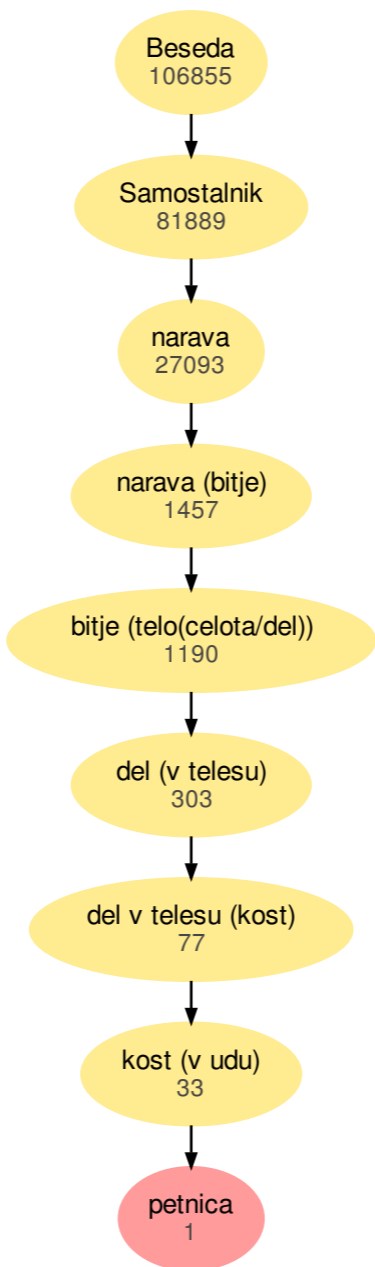 Beseda
106855
Samostalnik
81889
narava
27093
narava (bitje)
1457
bitje (telo(celota/del))
1190
del (v telesu)
303
del v telesu (kost)
77
kost (v udu)
33
petnica
1